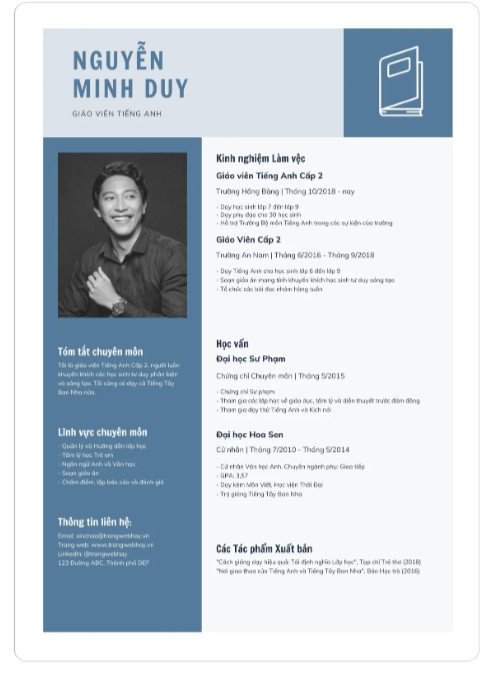 NGUYỄN
MINH DUY
GIÁO VIÊN TIẾNG ANH
Kinh nghiệm Làm vệc
Giáo viên Tiếng Anh Cấp 2
Trường Hồng Bàng | Tháng 10/2018 - nay
- Dạy học sinh lớp 7 đến lớp 9
- Dạy phụ đạo cho 30 học sinh
- Hỗ trợ Trưởng Bộ môn Tiếng Anh trong các sự kiện của trường
Giáo Viên Cấp 2
Trường An Nam | Tháng 6/2016 - Tháng 9/2018
- Dạy Tiếng Anh cho học sinh lớp 6 đến lớp 9
- Soạn giáo án mang tính khuyến khích học sinh tư duy sáng tạo
- Tổ chức các bài đọc nhóm hàng tuần
Tóm tắt chuyên môn
Tôi là giáo viên Tiếng Anh Cấp 2, người luôn
khuyến khích các học sinh tư duy phản biện
và sáng tạo. Tôi cũng có dạy cả Tiếng Tây
Ban Nha nữa.
Lĩnh vực chuyên môn
- Quản lý và Hướng dẫn lớp học
- Tâm lý học Trẻ em
- Ngôn ngữ Anh và Văn học
- Soạn giáo án
- Chấm điểm, lập báo cáo và đánh giá
Thông tin liên hệ:
Email: xinchao@trangwebhay.vn
Trang web: www.trangwebhay.vn
LinkedIn: @trangwebhay
123 Đường ABC, Thành phố DEF
Học vấn
Đại học Sư Phạm
Chứng chỉ Chuyên môn | Tháng 5/2015
- Chứng chỉ Sư phạm
- Tham gia các lớp học về giáo dục, tâm lý và diễn thuyết trước đám đông
- Tham gia dạy thử Tiếng Anh và Kịch nói
Đại học Hoa Sen
Cử nhân | Tháng 7/2010 - Tháng 5/2014
- Cử nhân Văn học Anh, Chuyên ngành phụ: Giao tiếp
- GPA: 3,57
- Dạy kèm Môn Viết, Học viện Thời Đại
- Trợ giảng Tiếng Tây Ban Nha
Các Tác phẩm Xuất bản
"Cách giảng dạy hiệu quả: Tái định nghĩa Lớp học", Tạp chí Trẻ thơ (2018)
"Nơi giao thoa của Tiếng Anh và Tiếng Tây Ban Nha", Báo Học trò (2016)